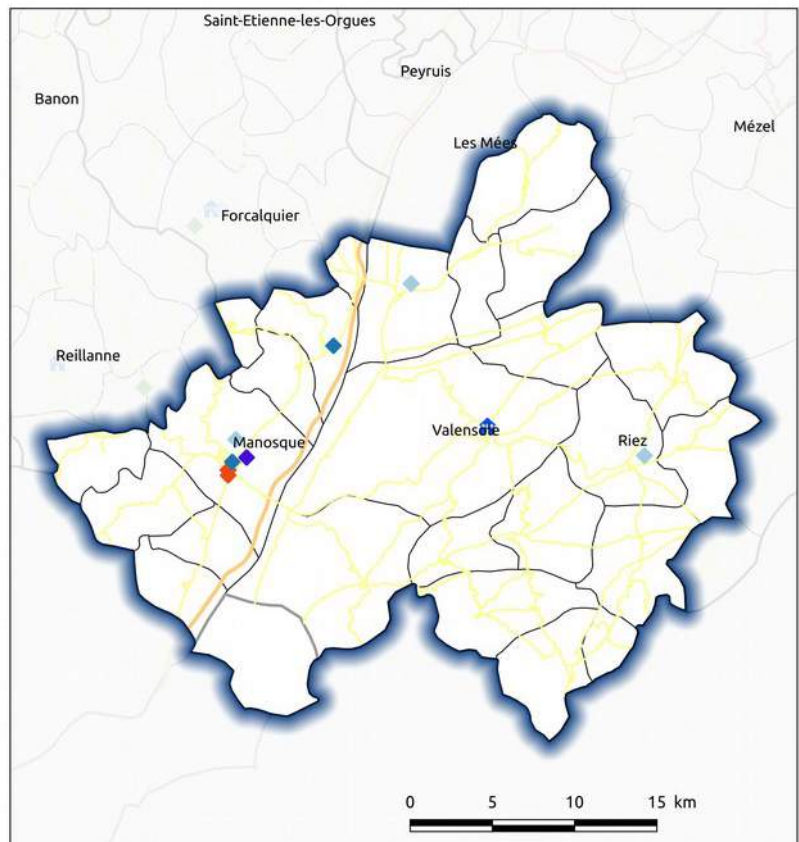 Saint-Etienne-les-Orgues
Peyruis
Banon
Mézel
Les Mées
Forcalquier
Reillanne
Valensole
Manosque
Riez
0 5 10 15 km